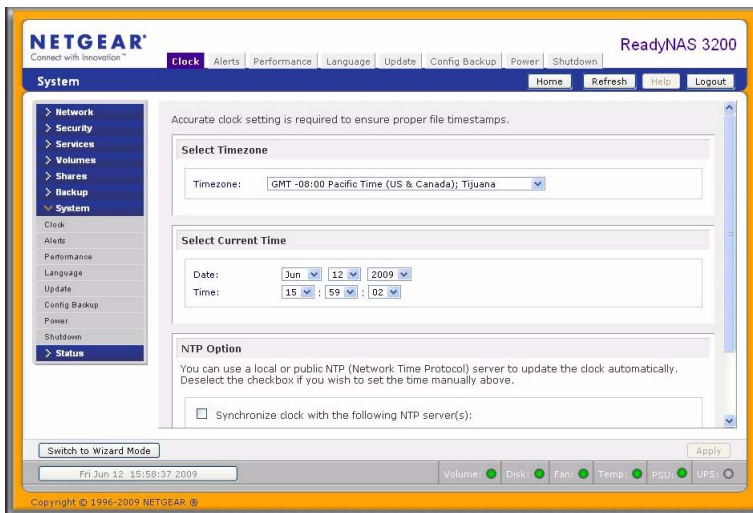 NETGEAR®
Connect with Innovation™
ReadyNAS 3200
Clock Alerts Performance Language Update Config Backup Power Shutdown
System
Home Refresh Help Logout
> Network
> Security
> Services
> Volumes
> Shares
> Backup
System
Clock
Alerts
Performance
Language
Update
Config Backup
Power
Shutdown
> Status
Accurate clock setting is required to ensure proper file timestamps.
Select Timezone
Timezone: GMT -08:00 Pacific Time (US & Canada); Tijuana
Select Current Time
Date: Jun 12 2009
Time: 15 : 59 : 02
NTP Option
You can use a local or public NTP (Network Time Protocol) server to update the clock automatically.
Deselect the checkbox if you wish to set the time manually above.
Synchronize clock with the following NTP server(s):
Switch to Wizard Mode
Apply
Fri Jun 12 15:58:37 2009
Volume: Disk: Fan: Temp: PSU: UPS:
Copyright © 1996-2009 NETGEAR ®